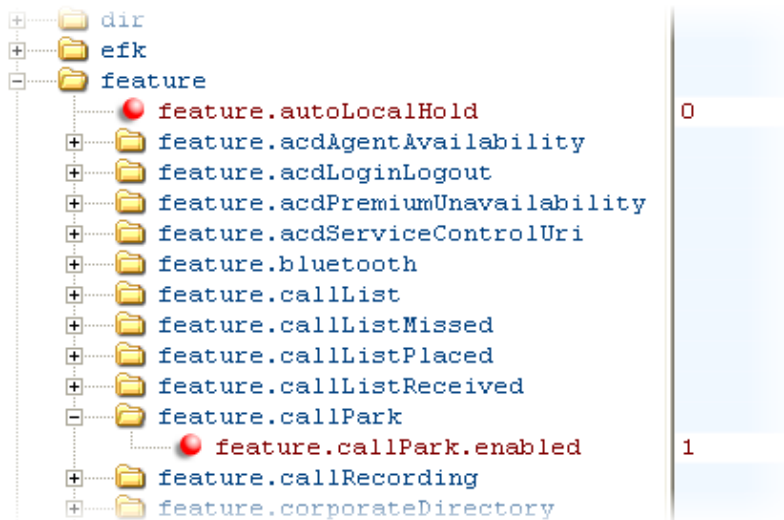 dir
efk
feature
feature.autoLocalHold 0
feature.acdAgentAvailability
feature.acdLoginLogout
feature.acdPremiumUnavailability
feature.acdServiceControlUri
feature.bluetooth
feature.callList
feature.callListMissed
feature.callListPlaced
feature.callListReceived
feature.callPark
feature.callPark.enabled 1
feature.callRecording
feature.corporateDirectory